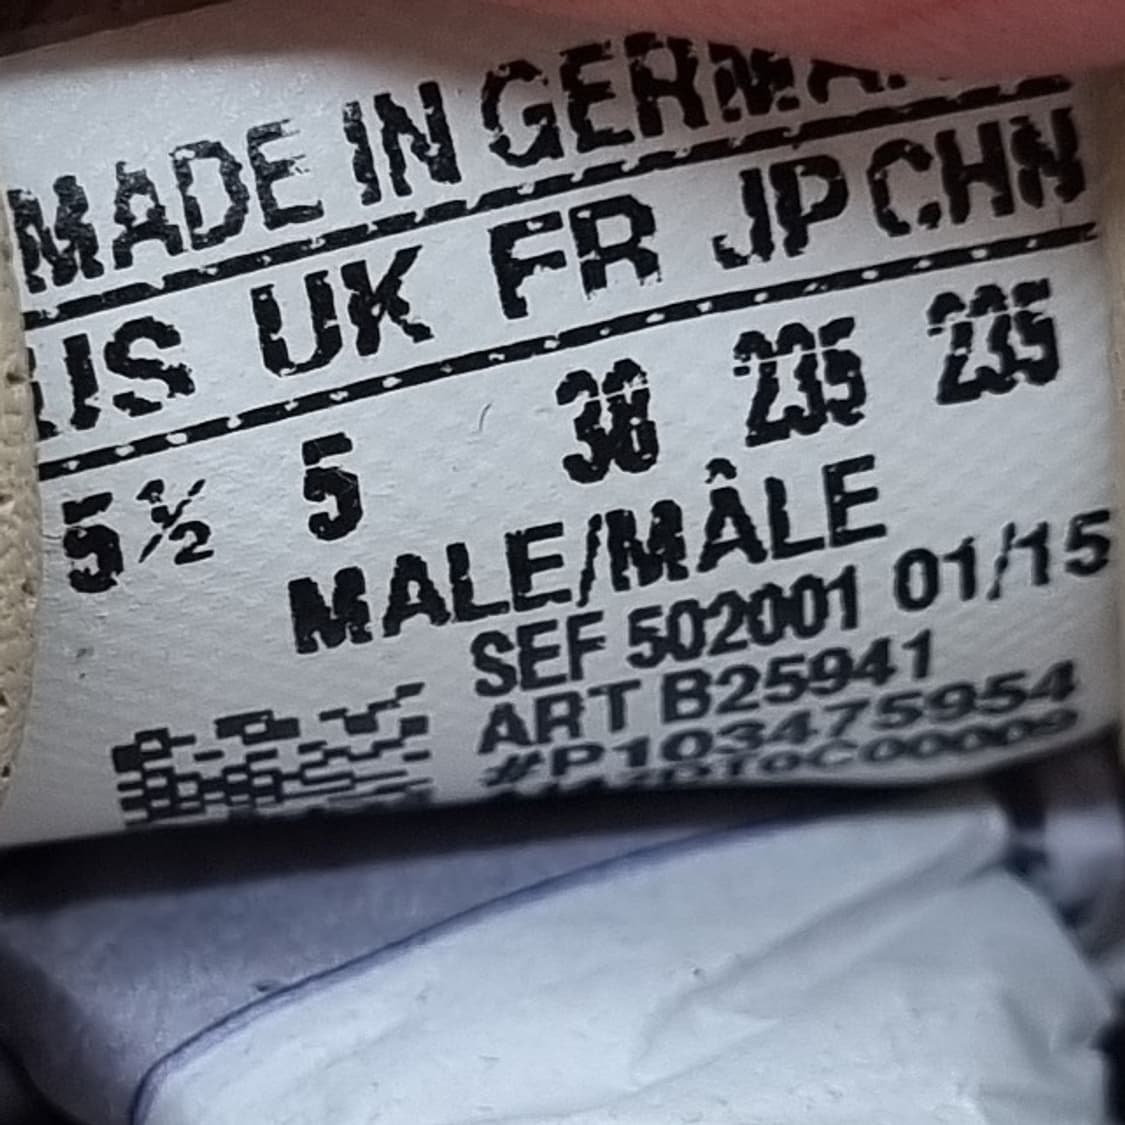 MADE IN GERMANY
US UK FR JP CHN
5½ 5 38 235 235
MALE/MÂLE
SEF 502001 01/15
ART B25941
#P103475954